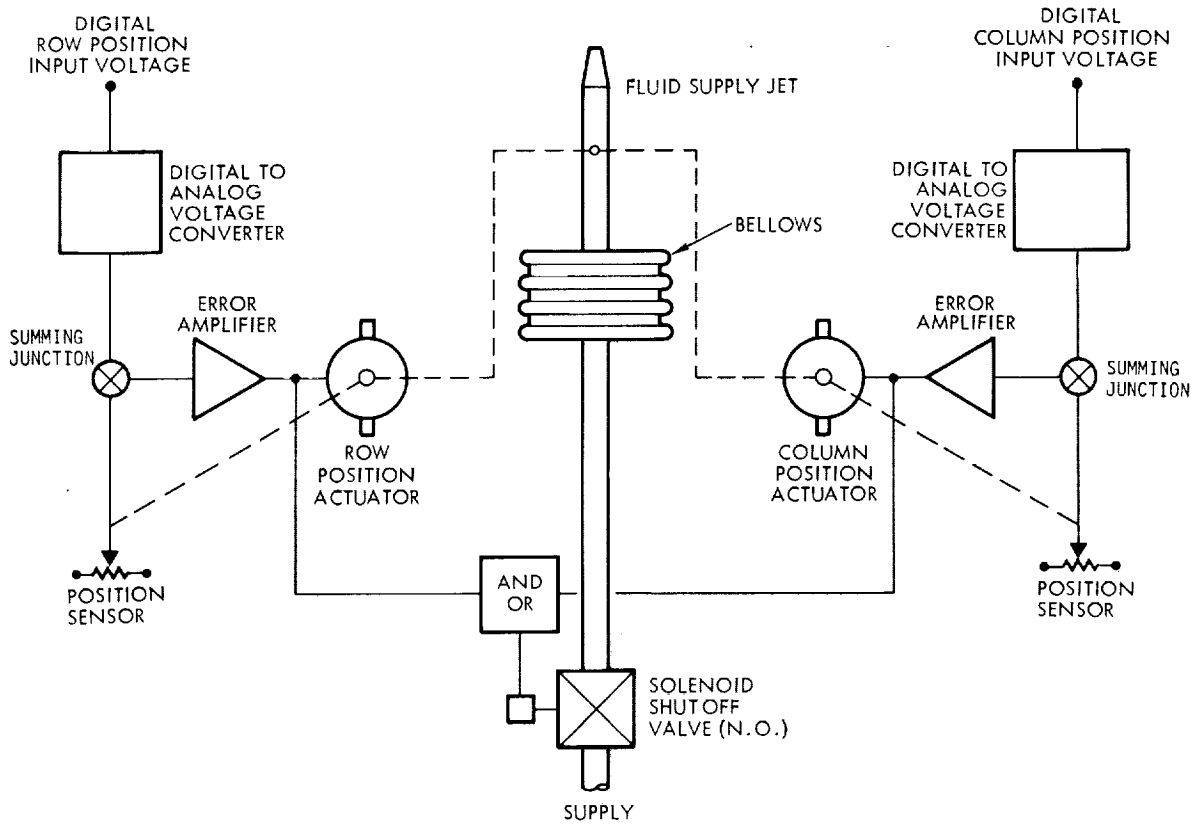 DIGITAL
ROW POSITION
INPUT VOLTAGE
DIGITAL
COLUMN POSITION
INPUT VOLTAGE
FLUID SUPPLY JET
DIGITAL TO
ANALOG
VOLTAGE
CONVERTER
DIGITAL TO
ANALOG
VOLTAGE
CONVERTER
BELLOWS
ERROR
AMPLIFIER
ERROR
AMPLIFIER
SUMMING
JUNCTION
SUMMING
JUNCTION
ROW
POSITION
ACTUATOR
COLUMN
POSITION
ACTUATOR
POSITION
SENSOR
AND
OR
POSITION
SENSOR
SOLENOID
SHUTOFF
VALVE (N.O.)
SUPPLY